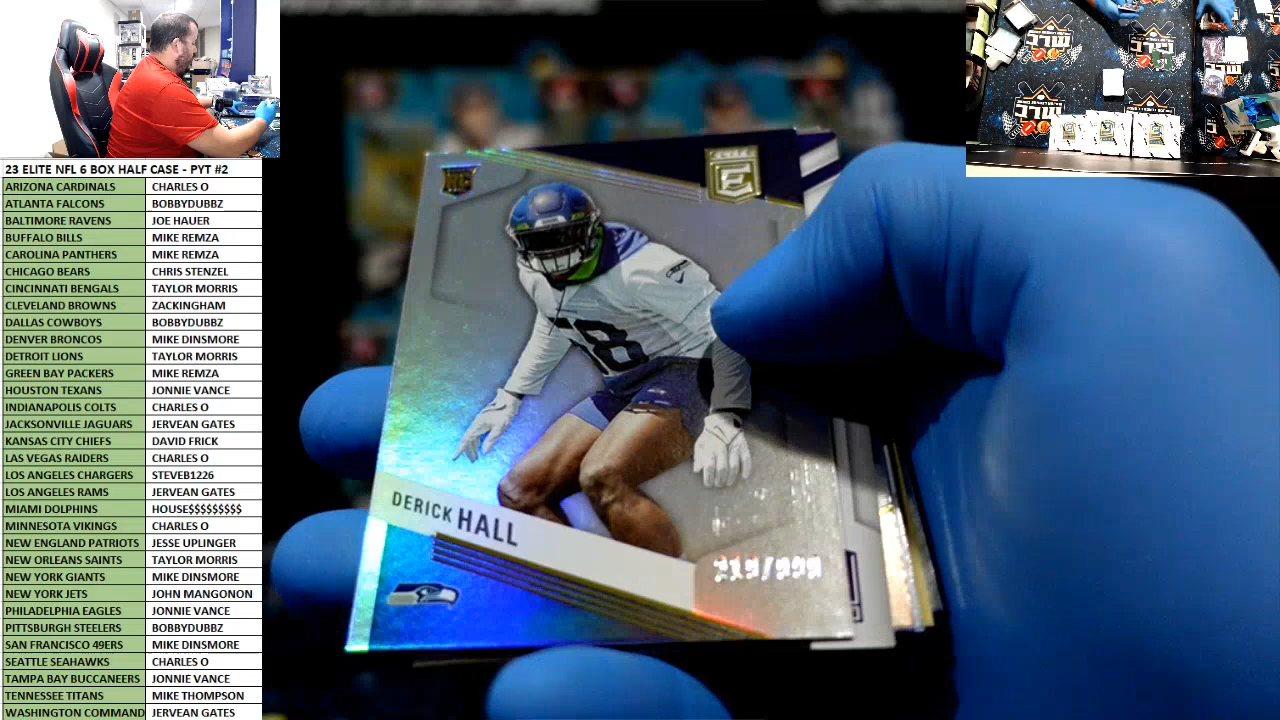 23 ELITE NFL 6 BOX HALF CASE - PYT #2
ARIZONA CARDINALS CHARLES O
ATLANTA FALCONS BOBBYDUBBZ
BALTIMORE RAVENS JOE HAUER
BUFFALO BILLS MIKE REMZA
CAROLINA PANTHERS MIKE REMZA
CHICAGO BEARS CHRIS STENZEL
CINCINNATI BENGALS TAYLOR MORRIS
CLEVELAND BROWNS ZACKINGHAM
DALLAS COWBOYS BOBBYDUBBZ
DENVER BRONCOS MIKE DINSMORE
DETROIT LIONS TAYLOR MORRIS
GREEN BAY PACKERS MIKE REMZA
HOUSTON TEXANS JONNIE VANCE
INDIANAPOLIS COLTS CHARLES O
JACKSONVILLE JAGUARS JERVEAN GATES
KANSAS CITY CHIEFS DAVID FRICK
LAS VEGAS RAIDERS CHARLES O
LOS ANGELES CHARGERS STEVEB1226
LOS ANGELES RAMS JERVEAN GATES
MIAMI DOLPHINS HOUSE$$$$$$$$$
MINNESOTA VIKINGS CHARLES O
NEW ENGLAND PATRIOTS JESSE UPLINGER
NEW ORLEANS SAINTS TAYLOR MORRIS
NEW YORK GIANTS MIKE DINSMORE
NEW YORK JETS JOHN MANGONON
PHILADELPHIA EAGLES JONNIE VANCE
PITTSBURGH STEELERS BOBBYDUBBZ
SAN FRANCISCO 49ERS MIKE DINSMORE
SEATTLE SEAHAWKS CHARLES O
TAMPA BAY BUCCANEERS JONNIE VANCE
TENNESSEE TITANS MIKE THOMPSON
WASHINGTON COMMAND JERVEAN GATES
E
58
DERICK HALL